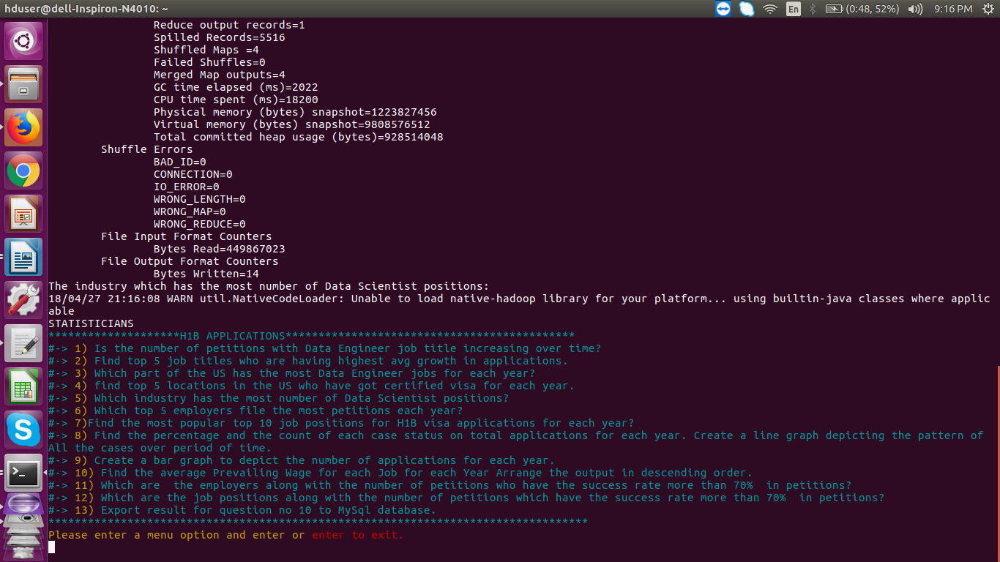 hduser@dell-Inspiron-N4010: ~
En
(0:48, 52%)
9:16 PM
Reduce output records=1
Spilled Records=5516
Shuffled Maps =4
Failed Shuffles=0
Merged Map outputs=4
GC time elapsed (ms)=2022
CPU time spent (ms)=18200
Physical memory (bytes) snapshot=1223827456
Virtual memory (bytes) snapshot=9808576512
Total committed heap usage (bytes)=928514048
Shuffle Errors
BAD_ID=0
CONNECTION=0
IO_ERROR=0
WRONG_LENGTH=0
WRONG_MAP=0
WRONG_REDUCE=0
File Input Format Counters
Bytes Read=449867023
File Output Format Counters
Bytes Written=14
The industry which has the most number of Data Scientist positions:
18/04/27 21:16:08 WARN util.NativeCodeLoader: Unable to load native-hadoop library for your platform... using builtin-java classes where applic
able
STATISTICIANS
********************H1B APPLICATIONS********************************************
#-> 1) Is the number of petitions with Data Engineer job title increasing over time?
#-> 2) Find top 5 job titles who are having highest avg growth in applications.
#-> 3) Which part of the US has the most Data Engineer jobs for each year?
#-> 4) find top 5 locations in the US who have got certified visa for each year.
#-> 5) Which industry has the most number of Data Scientist positions?
#-> 6) Which top 5 employers file the most petitions each year?
#-> 7)Find the most popular top 10 job positions for H1B visa applications for each year?
#-> 8) Find the percentage and the count of each case status on total applications for each year. Create a line graph depicting the pattern of
All the cases over period of time.
#-> 9) Create a bar graph to depict the number of applications for each year.
#-> 10) Find the average Prevailing Wage for each Job for each Year Arrange the output in descending order.
#-> 11) Which are  the employers along with the number of petitions who have the success rate more than 70%  in petitions?
#-> 12) Which are the job positions along with the number of petitions which have the success rate more than 70%  in petitions?
#-> 13) Export result for question no 10 to MySql database.
**********************************************************************************
Please enter a menu option and enter or enter to exit.